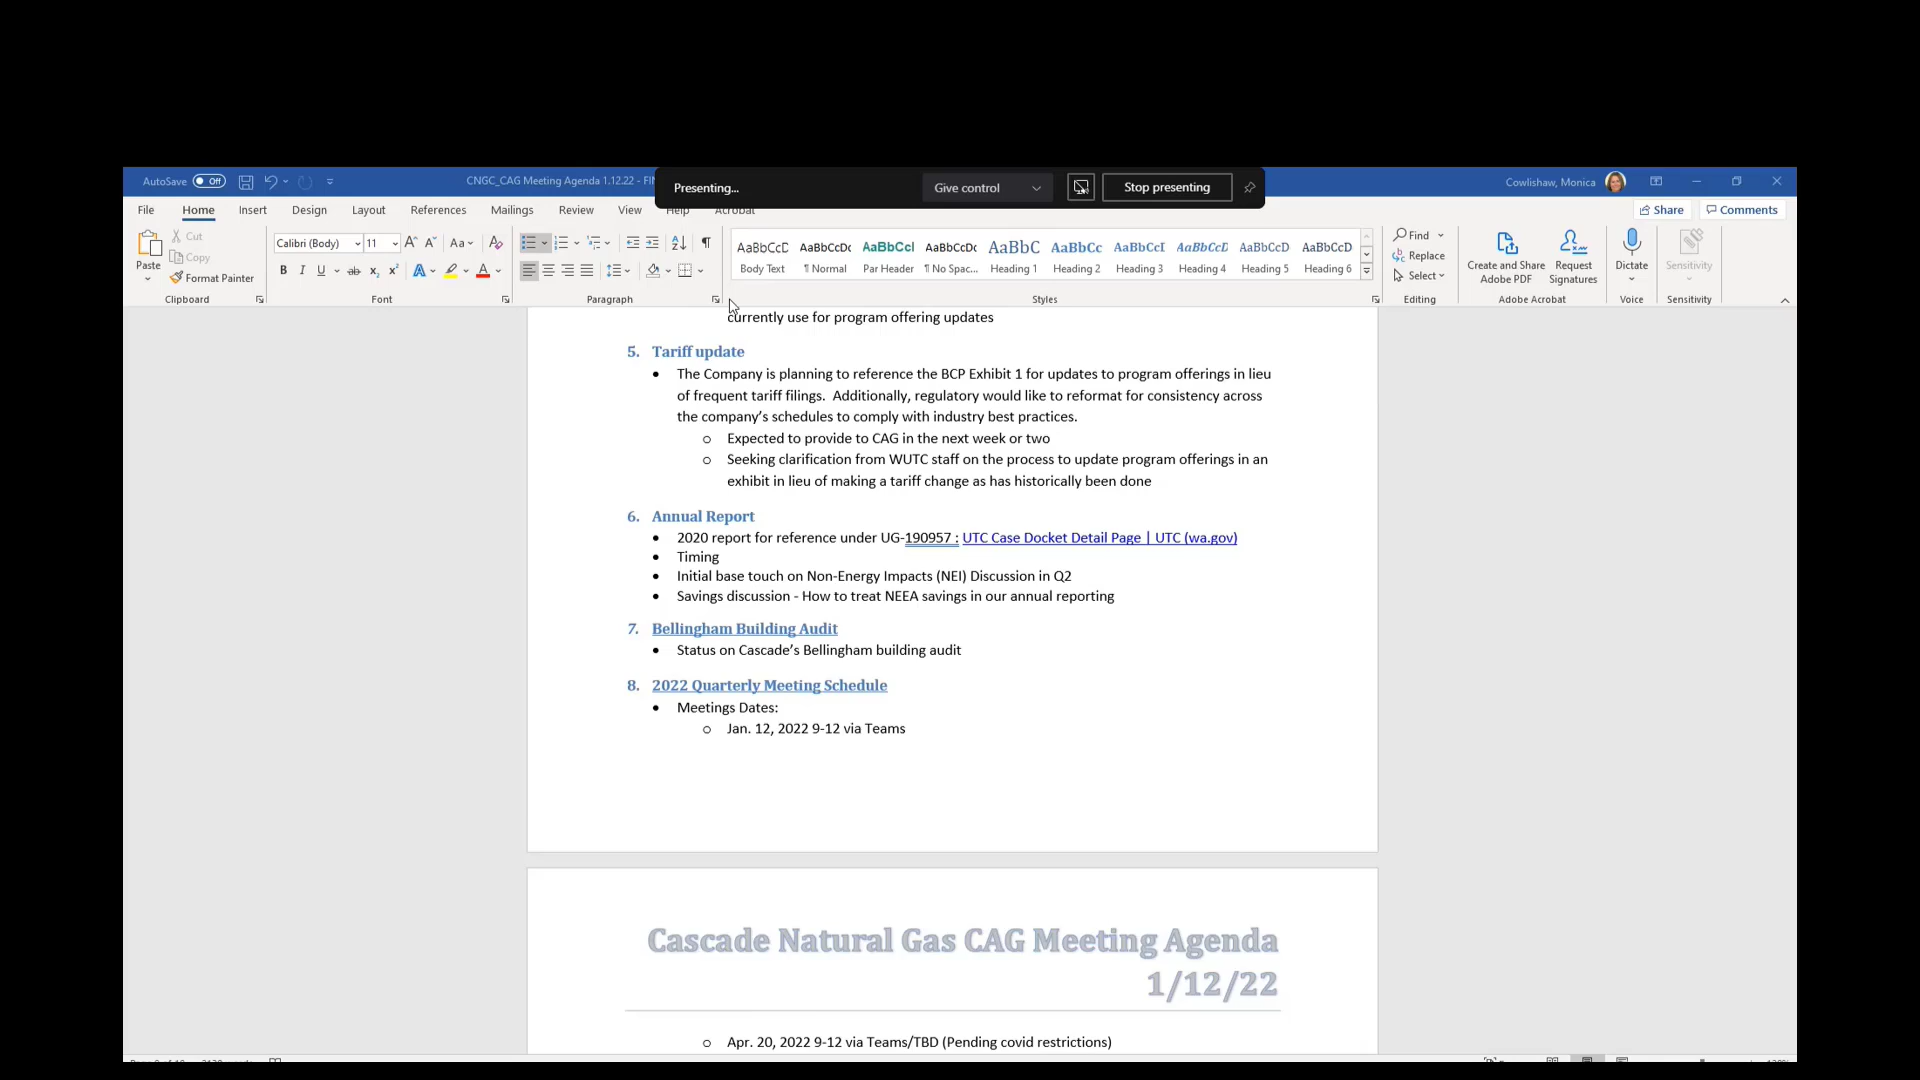 Presenting...
Give control
Stop presenting
AutoSave Off
CNGC_CAG Meeting Agenda 1.12.22 -
Cowlishaw, Monica
File Home Insert Design Layout References Mailings Review View Help Acrobat
Share Comments
Paste
Cut
Copy
Format Painter
Clipboard
Calibri (Body) 11
Font
Paragraph
AaBbCcD AaBbCcDc AaBbCcI AaBbCcDc AaBbC AaBbCc AaBbCcI AaBbCcD AaBbCcD AaBbCcD
Body Text ¶ Normal Par Header ¶ No Spac... Heading 1 Heading 2 Heading 3 Heading 4 Heading 5 Heading 6
Styles
Find
Replace
Select
Editing
Create and Share
Adobe PDF
Request
Signatures
Adobe Acrobat
Dictate
Voice
Sensitivity
Sensitivity
currently use for program offering updates
5. Tariff update
• The Company is planning to reference the BCP Exhibit 1 for updates to program offerings in lieu
of frequent tariff filings. Additionally, regulatory would like to reformat for consistency across
the company's schedules to comply with industry best practices.
o Expected to provide to CAG in the next week or two
o Seeking clarification from WUTC staff on the process to update program offerings in an
exhibit in lieu of making a tariff change as has historically been done
6. Annual Report
• 2020 report for reference under UG-190957 : UTC Case Docket Detail Page | UTC (wa.gov)
• Timing
• Initial base touch on Non-Energy Impacts (NEI) Discussion in Q2
• Savings discussion - How to treat NEEA savings in our annual reporting
7. Bellingham Building Audit
• Status on Cascade's Bellingham building audit
8. 2022 Quarterly Meeting Schedule
• Meetings Dates:
o Jan. 12, 2022 9-12 via Teams
Cascade Natural Gas CAG Meeting Agenda
1/12/22
o Apr. 20, 2022 9-12 via Teams/TBD (Pending covid restrictions)